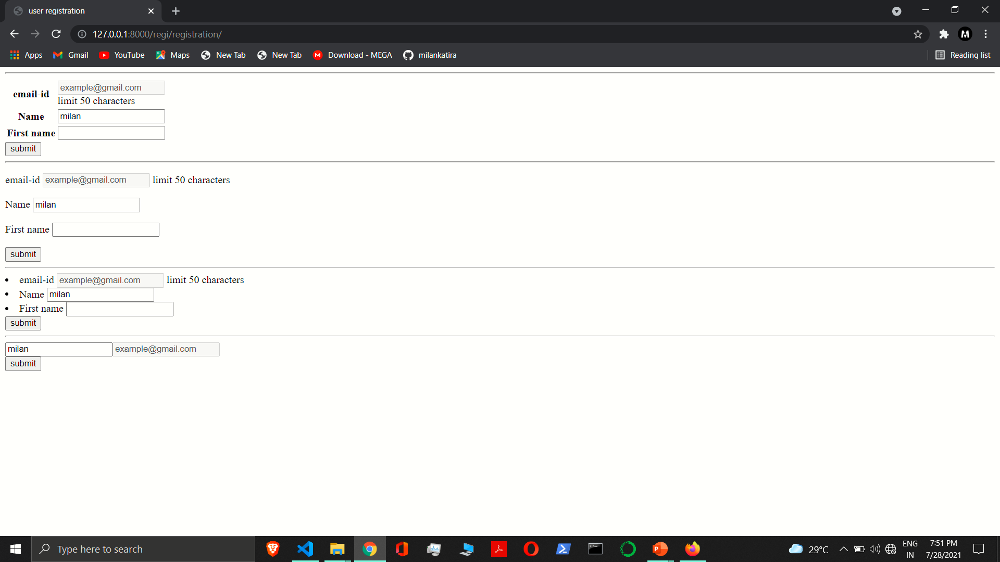 user registration
127.0.0.1:8000/regi/registration/
Apps Gmail YouTube Maps New Tab New Tab Download - MEGA milankatira Reading list
email-id example@gmail.com
limit 50 characters
Name milan
First name
submit
email-id example@gmail.com limit 50 characters
Name milan
First name
submit
email-id example@gmail.com limit 50 characters
Name milan
First name
submit
milan example@gmail.com
submit
Type here to search
29°C
ENG
IN
7:51 PM
7/28/2021